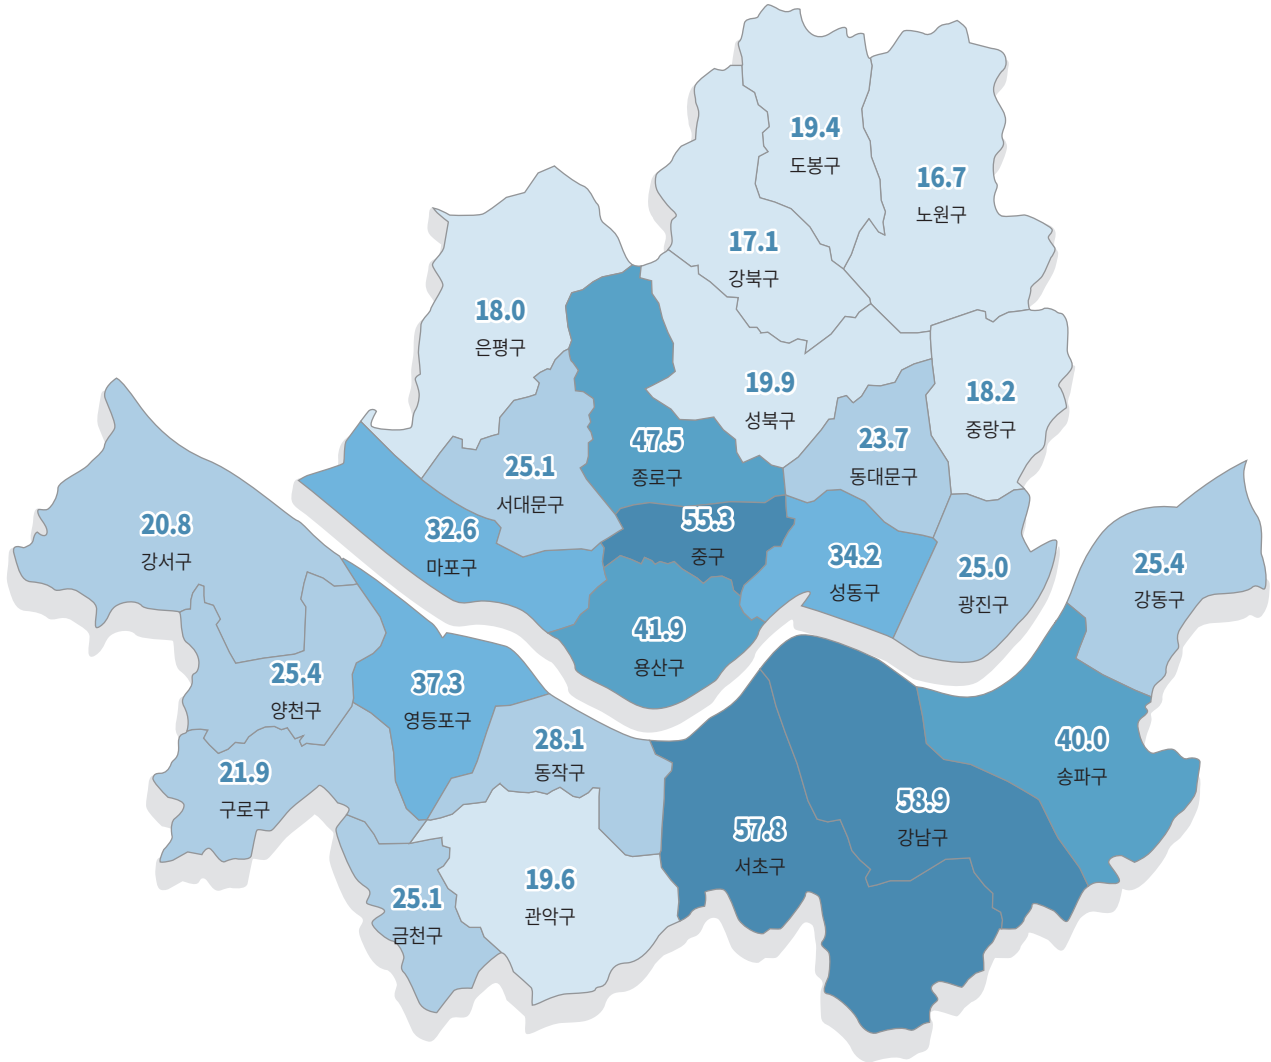 19.4
도봉구
16.7
노원구
17.1
강북구
18.0
은평구
19.9
성북구
18.2
중랑구
47.5
종로구
23.7
동대문구
25.1
서대문구
20.8
강서구
32.6
마포구
55.3
중구
34.2
성동구
25.0
광진구
25.4
강동구
41.9
용산구
25.4
양천구
37.3
영등포구
28.1
동작구
40.0
송파구
21.9
구로구
58.9
강남구
57.8
서초구
19.6
관악구
25.1
금천구